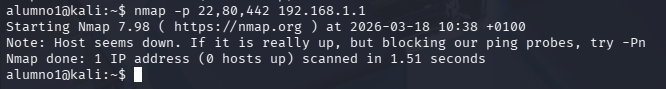 alumno1@kali:~$ nmap -p 22,80,442 192.168.1.1
Starting Nmap 7.98 ( https://nmap.org ) at 2026-03-18 10:38 +0100
Note: Host seems down. If it is really up, but blocking our ping probes, try -Pn
Nmap done: 1 IP address (0 hosts up) scanned in 1.51 seconds
alumno1@kali:~$